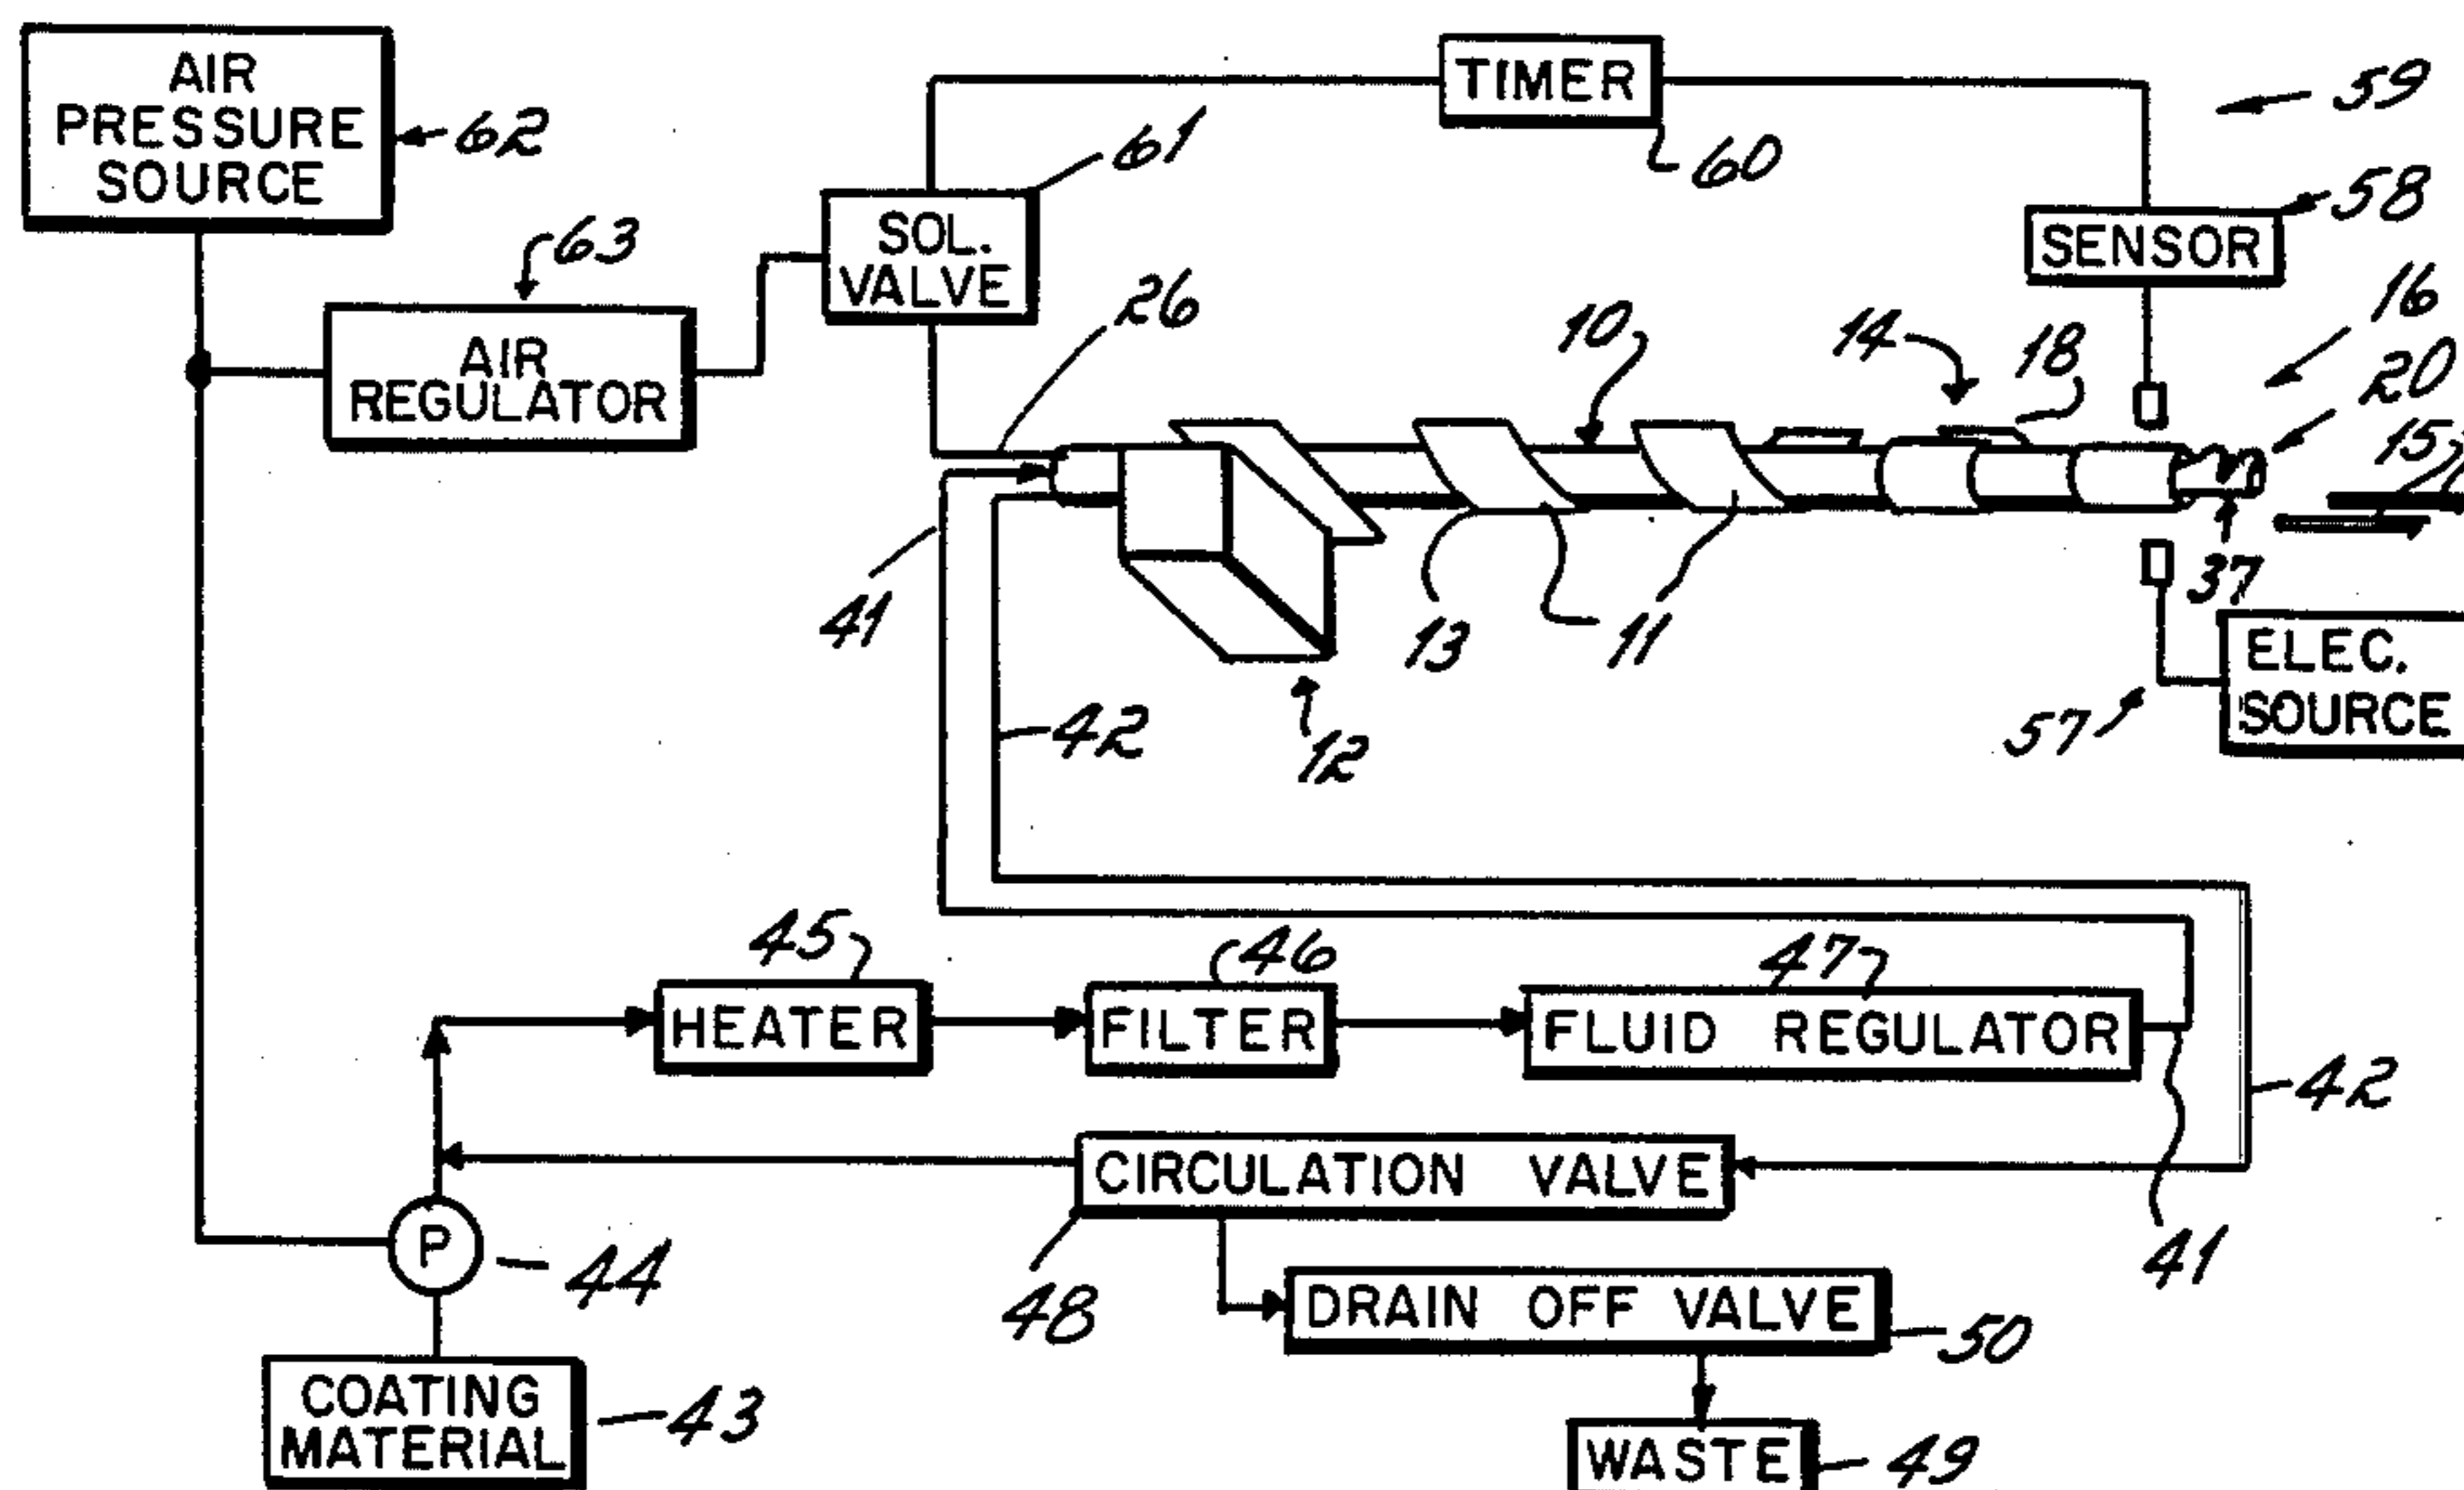 AIR
PRESSURE
SOURCE
62
TIMER
60
59
61
SOL.
VALVE
58
SENSOR
63
AIR
REGULATOR
26
10
14
18
16
20
15
41
13
11
37
12
42
57
ELEC.
SOURCE
45
46
47
HEATER
FILTER
FLUID REGULATOR
42
CIRCULATION VALVE
41
P
44
48
DRAIN OFF VALVE
50
COATING
MATERIAL
43
WASTE
49